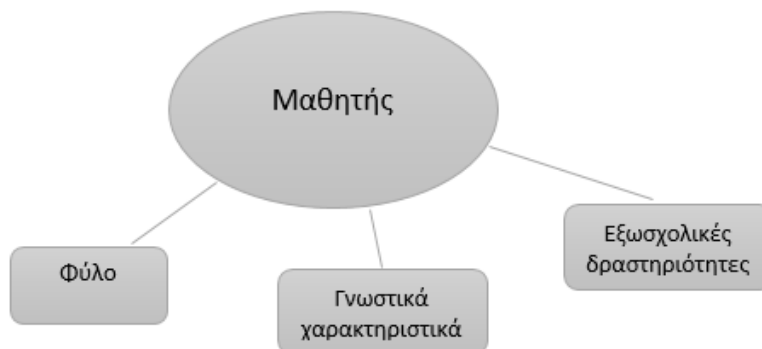 Μαθητής
Φύλο
Γνωστικά
χαρακτηριστικά
Εξωσχολικές
δραστηριότητες